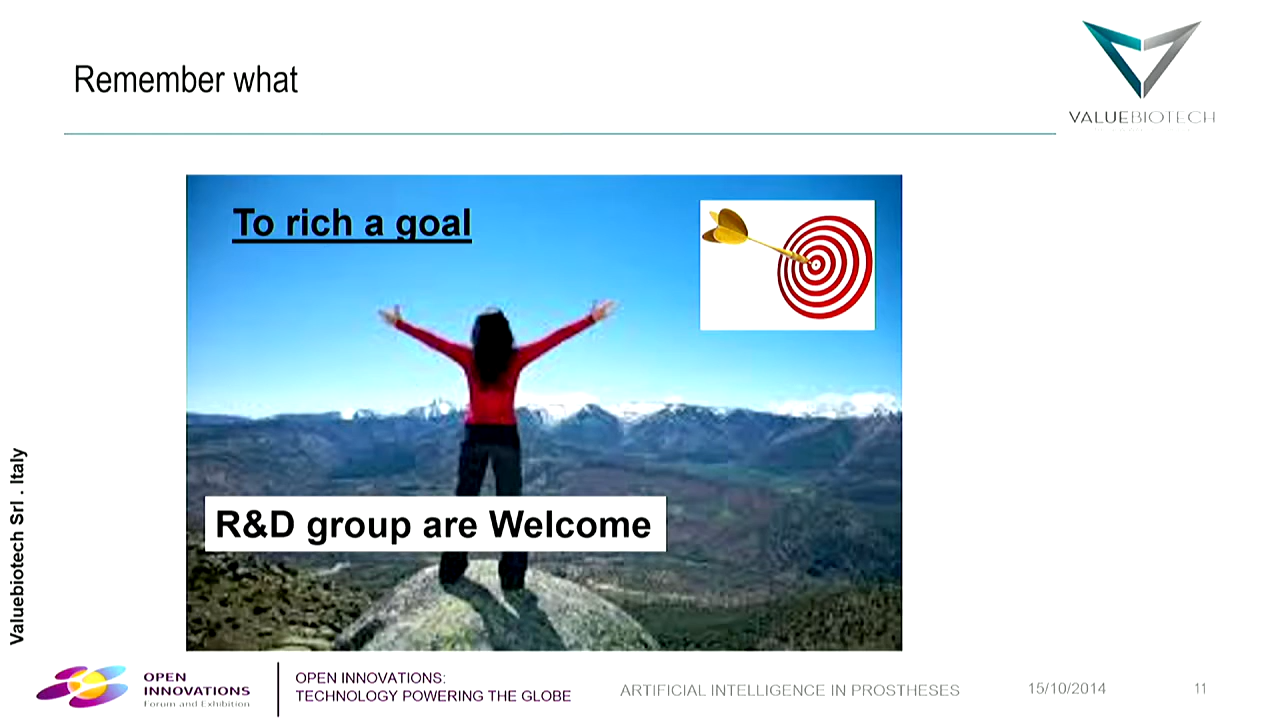 Remember what
VALUEBIOTECH
To rich a goal
R&D group are Welcome
Valuebiotech Srl . Italy
OPEN
INNOVATIONS
Forum and Exhibition
OPEN INNOVATIONS:
TECHNOLOGY POWERING THE GLOBE
ARTIFICIAL INTELLIGENCE IN PROSTHESES
15/10/2014
11